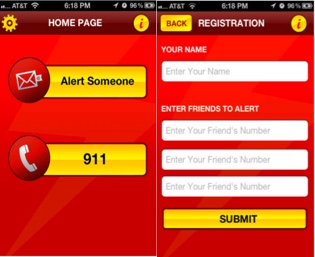 AT&T 6:18 PM 96%
HOME PAGE
i
Alert Someone
911
AT&T 6:18 PM 96%
BACK REGISTRATION i
YOUR NAME
Enter Your Name
ENTER FRIENDS TO ALERT
Enter Your Friend's Number
Enter Your Friend's Number
Enter Your Friend's Number
SUBMIT